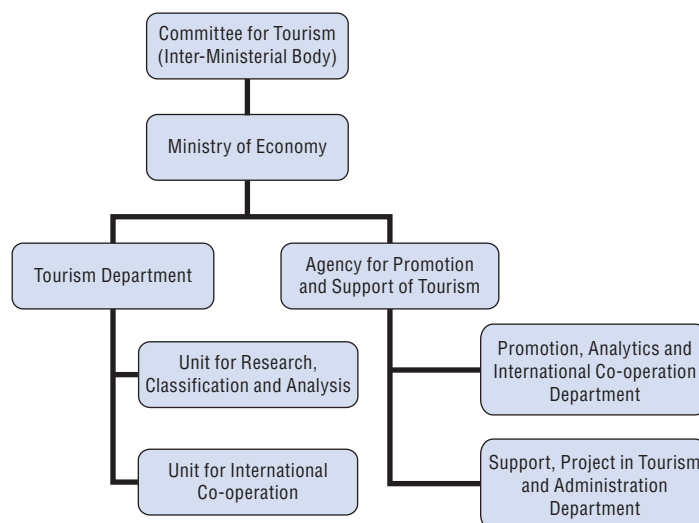 Committee for Tourism
(Inter-Ministerial Body)
Ministry of Economy
Tourism Department
Agency for Promotion
and Support of Tourism
Unit for Research,
Classification and Analysis
Unit for International
Co-operation
Promotion, Analytics and
International Co-operation
Department
Support, Project in Tourism
and Administration
Department